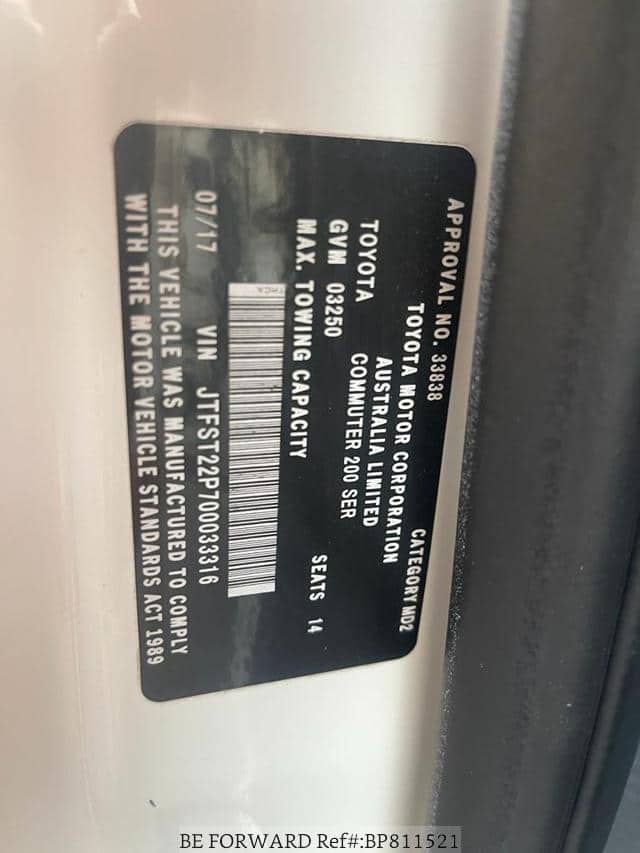 APPROVAL NO. 33838 CATEGORY MD2
TOYOTA MOTOR CORPORATION
AUSTRALIA LIMITED
TOYOTA COMMUTER 200 SER
GVM 03250 SEATS 14
MAX. TOWING CAPACITY
07/17 VIN JTFST22P700033316
THIS VEHICLE WAS MANUFACTURED TO COMPLY
WITH THE MOTOR VEHICLE STANDARDS ACT 1989
BE FORWARD Ref#:BP811521